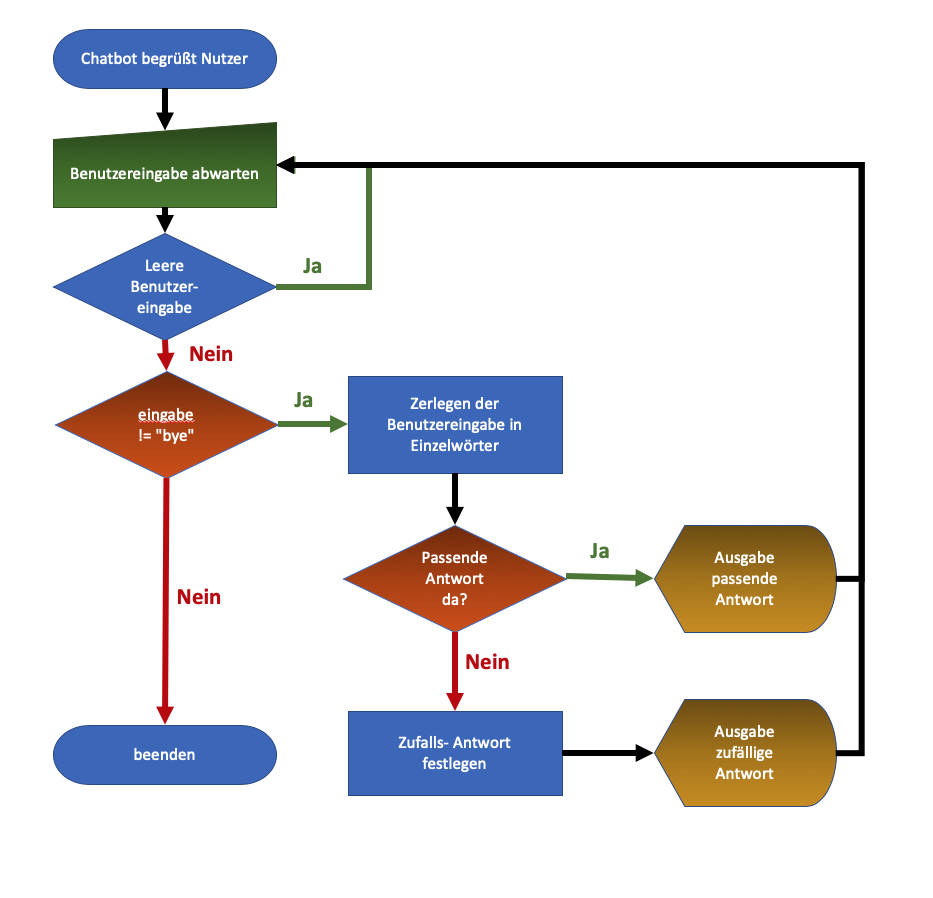 Chatbot begrüßt Nutzer
Benutzereingabe abwarten
Leere
Benutzer-
eingabe
Ja
Nein
eingabe
!= "bye"
Ja
Zerlegen der
Benutzereingabe in
Einzelwörter
Passende
Antwort
da?
Ja
Ausgabe
passende
Antwort
Nein
Nein
beenden
Zufalls- Antwort
festlegen
Ausgabe
zufällige
Antwort